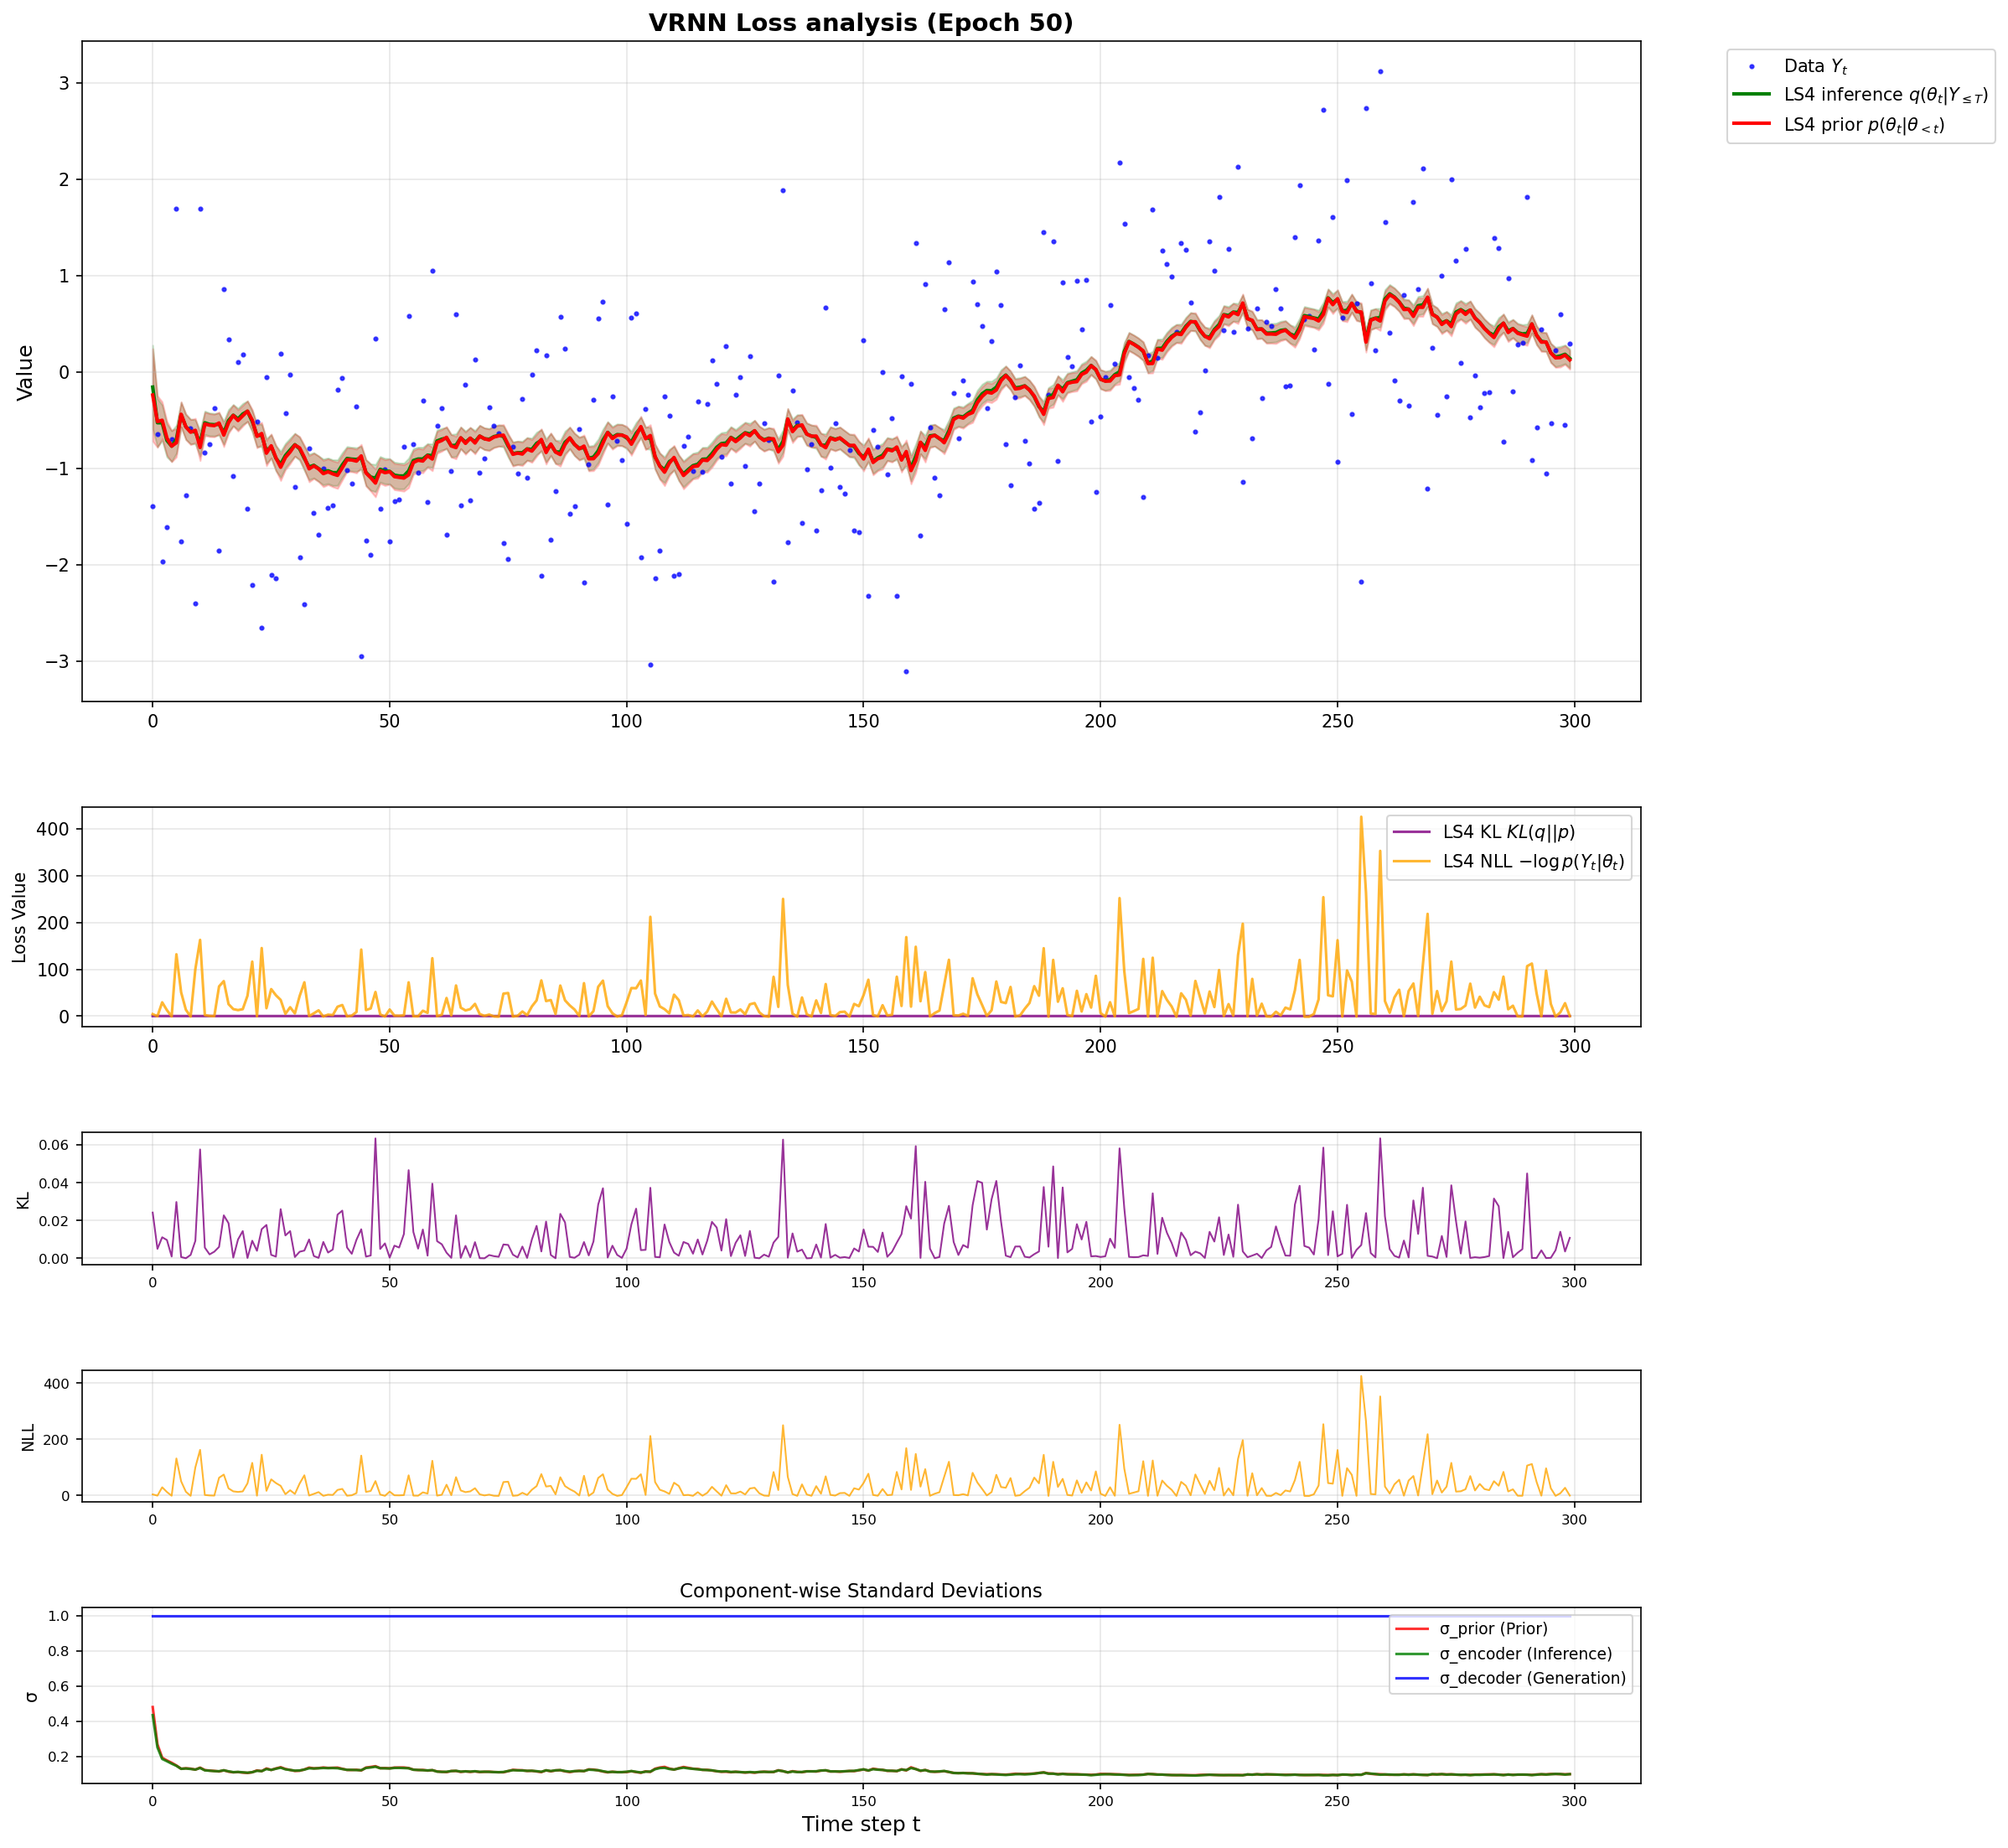 VRNN Loss analysis (Epoch 50)
Value
3
2
1
0
−1
−2
−3
0 50 100 150 200 250 300
Data Y_t
LS4 inference q(θ_t|Y_≤T)
LS4 prior p(θ_t|θ_<t)
Loss Value
400
300
200
100
0
0 50 100 150 200 250 300
LS4 KL KL(q||p)
LS4 NLL −log p(Y_t|θ_t)
KL
0.06
0.04
0.02
0.00
0 50 100 150 200 250 300
NLL
400
200
0
0 50 100 150 200 250 300
Component-wise Standard Deviations
σ
1.0
0.8
0.6
0.4
0.2
0 50 100 150 200 250 300
σ_prior (Prior)
σ_encoder (Inference)
σ_decoder (Generation)
Time step t